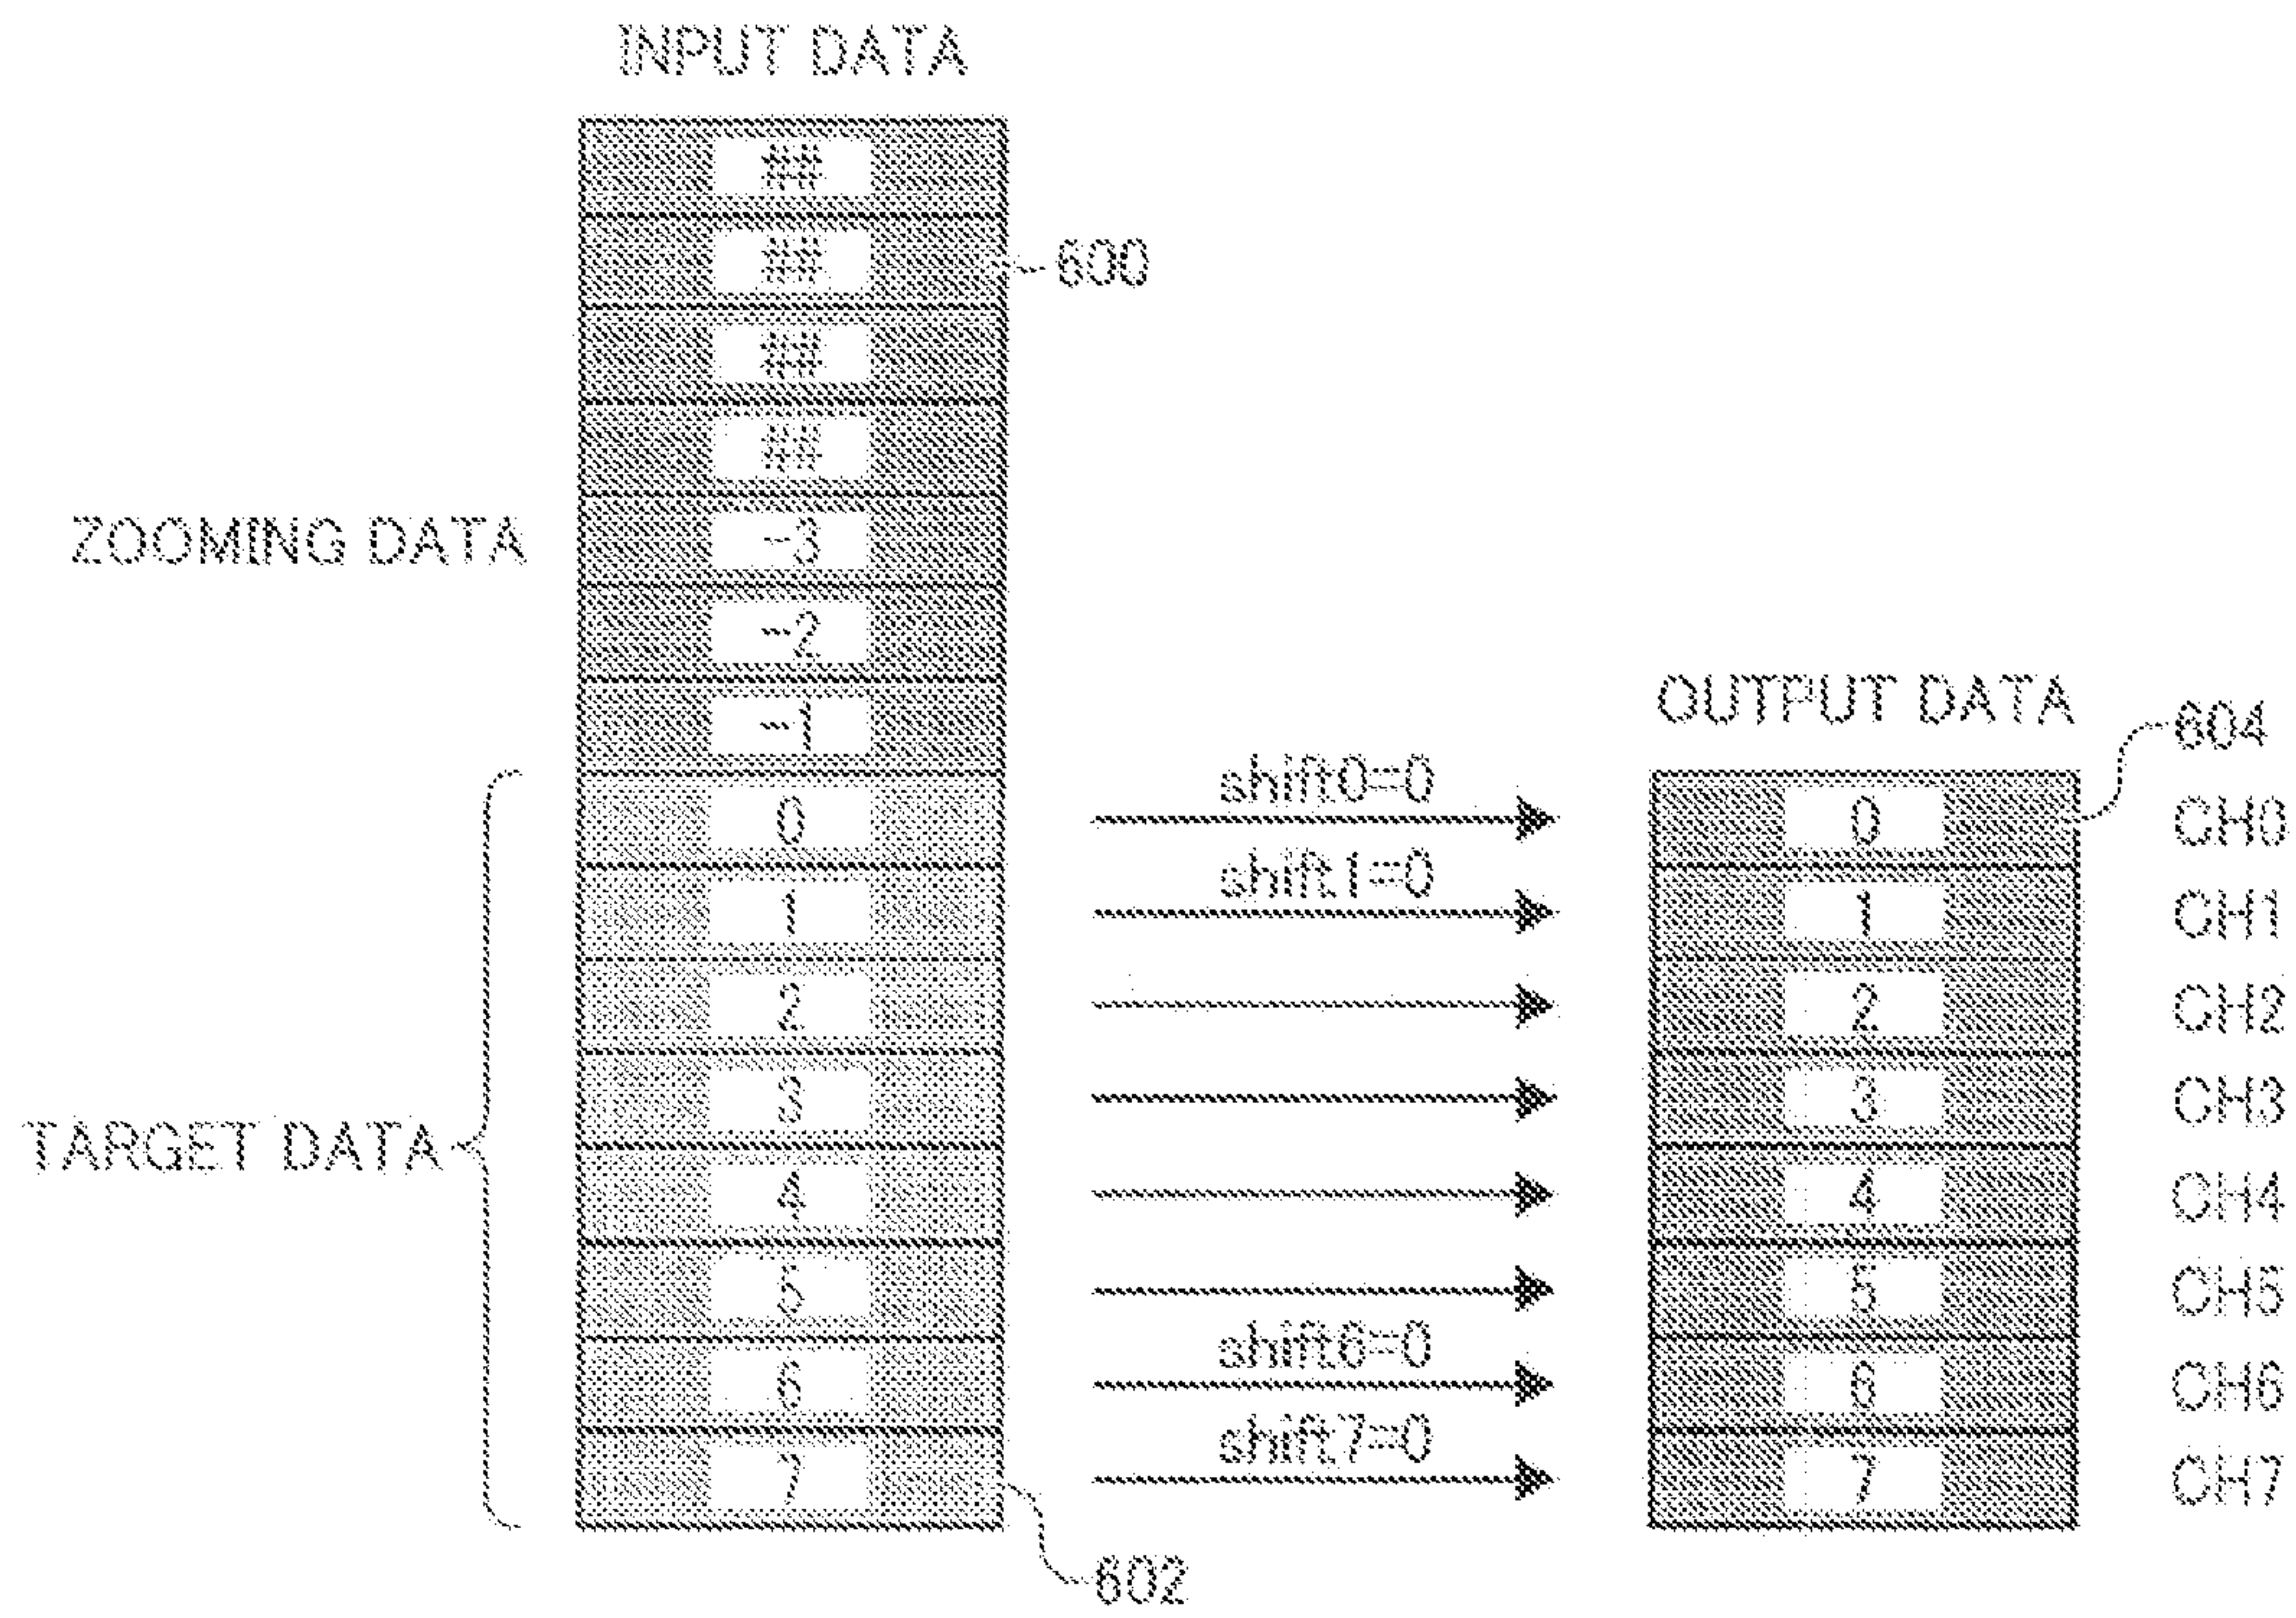 INPUT DATA
##
## 600
##
##
ZOOMING DATA -3
-2
-1
OUTPUT DATA
604
0 shift0=0 0 CH0
1 shift1=0 1 CH1
2 2 CH2
3 3 CH3
TARGET DATA
4 4 CH4
5 5 CH5
6 shift6=0 6 CH6
7 shift7=0 7 CH7
602